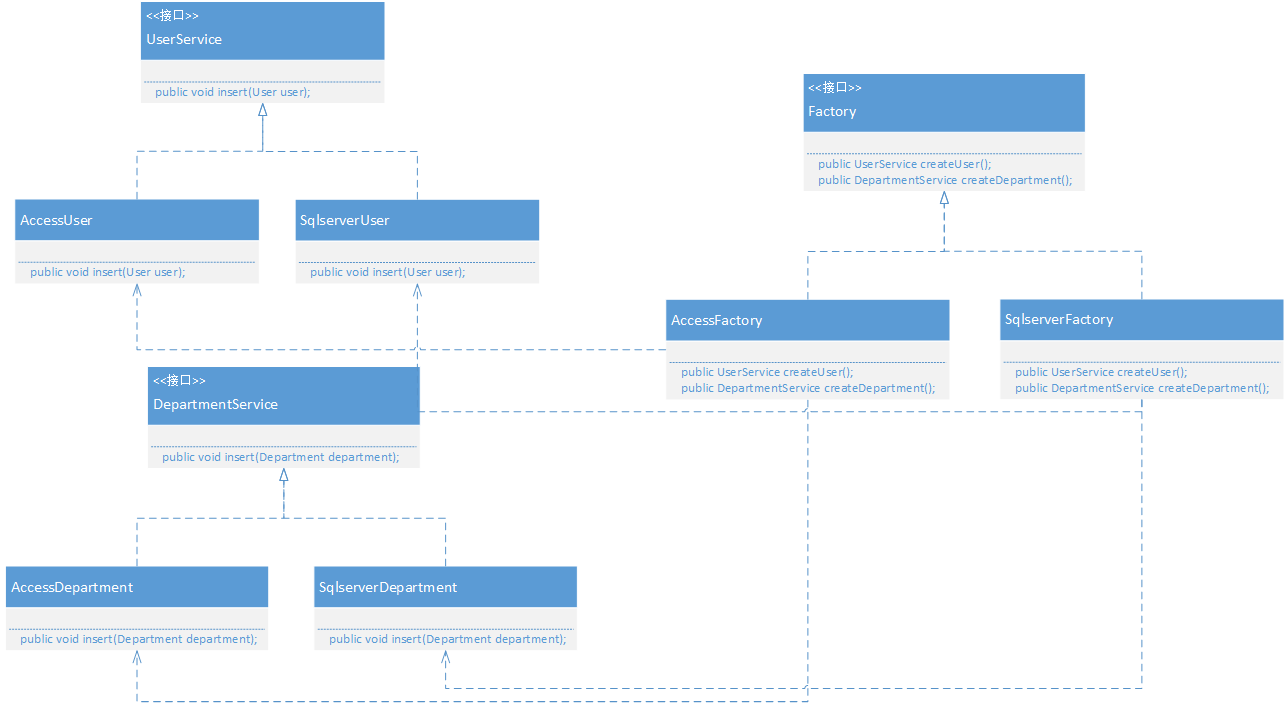 <<接口>>
UserService
public void insert(User user);
<<接口>>
Factory
public UserService createUser();
public DepartmentService createDepartment();
AccessUser
public void insert(User user);
SqlserverUser
public void insert(User user);
AccessFactory
public UserService createUser();
public DepartmentService createDepartment();
SqlserverFactory
public UserService createUser();
public DepartmentService createDepartment();
<<接口>>
DepartmentService
public void insert(Department department);
AccessDepartment
public void insert(Department department);
SqlserverDepartment
public void insert(Department department);